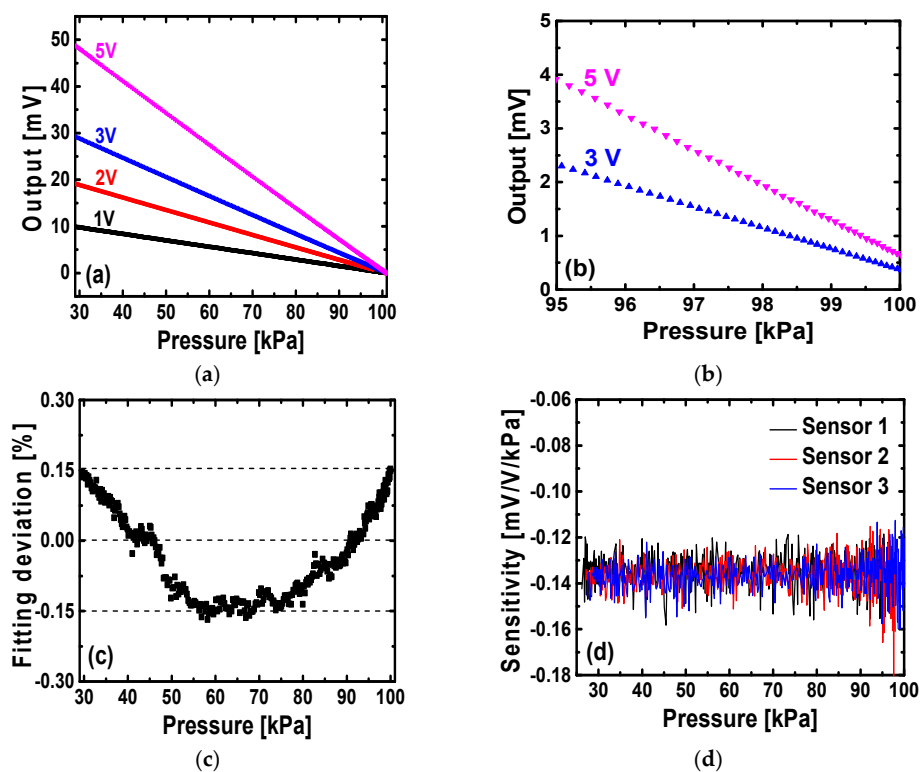 Output [mV]
50
40
30
20
10
0
5V
3V
2V
1V
(a)
30 40 50 60 70 80 90 100
Pressure [kPa]
(a)
Output [mV]
5
4
3
2
1
0
5 V
3 V
(b)
95 96 97 98 99 100
Pressure [kPa]
(b)
Fitting deviation [%]
0.30
0.15
0.00
-0.15
-0.30
(c)
30 40 50 60 70 80 90 100
Pressure [kPa]
(c)
Sensitivity [mV/V/kPa]
-0.06
-0.08
-0.10
-0.12
-0.14
-0.16
-0.18
Sensor 1
Sensor 2
Sensor 3
(d)
30 40 50 60 70 80 90 100
Pressure [kPa]
(d)